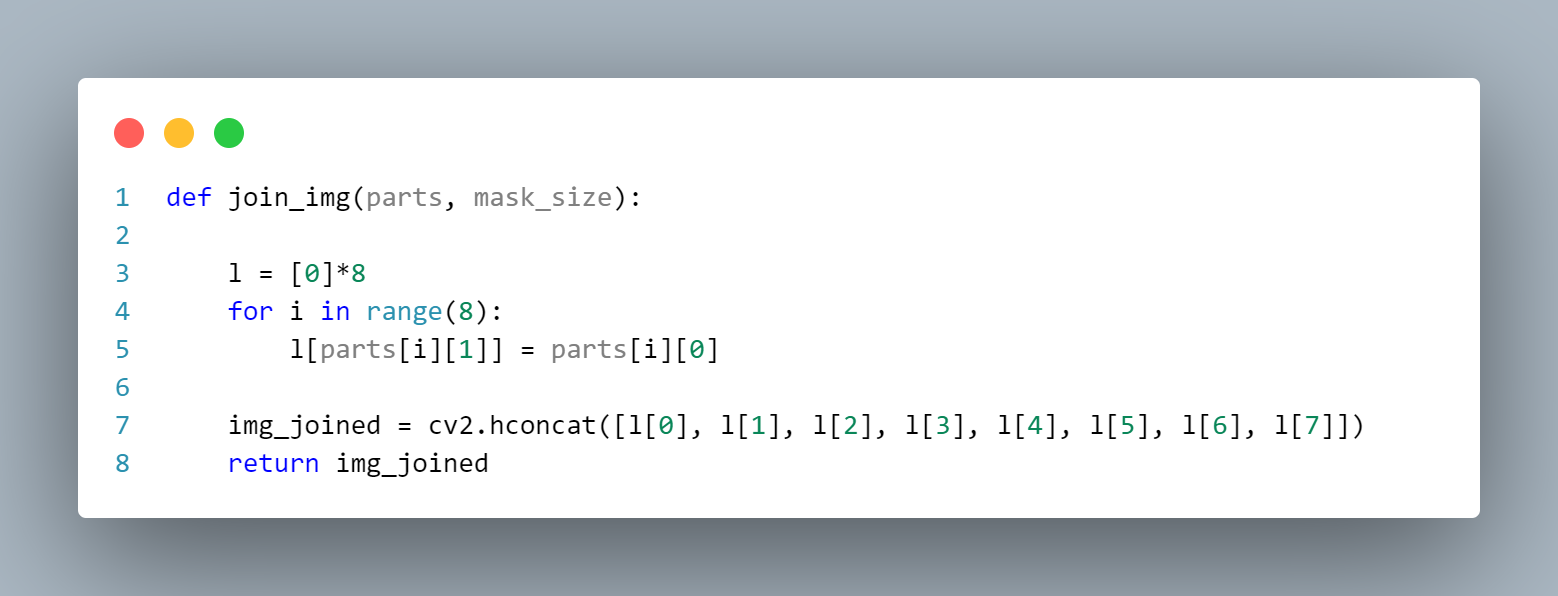 1 def join_img(parts, mask_size):
2
3     l = [0]*8
4     for i in range(8):
5         l[parts[i][1]] = parts[i][0]
6
7     img_joined = cv2.hconcat([l[0], l[1], l[2], l[3], l[4], l[5], l[6], l[7]])
8     return img_joined